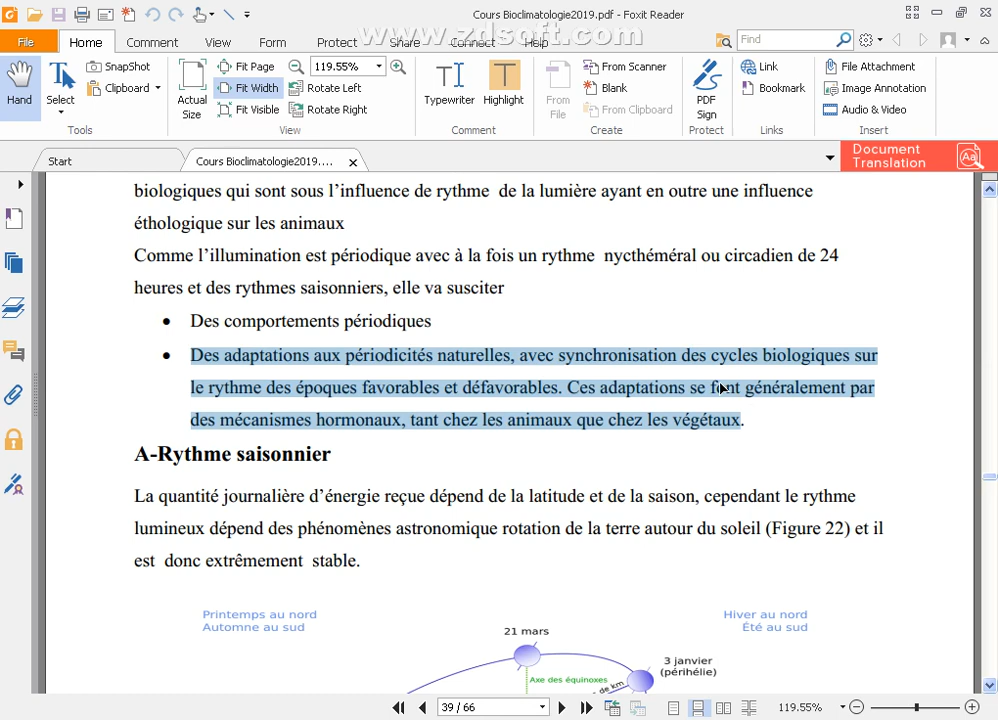 Cours Bioclimatologie2019.pdf - Foxit Reader
www.zdsoft.com
File Home Comment View Form Protect Share Connect Help Find
Hand
Select
SnapShot
Clipboard
Tools
Actual Size
Fit Page
Fit Width
Fit Visible
119.55%
Rotate Left
Rotate Right
View
Typewriter
Highlight
Comment
From File
From Scanner
Blank
From Clipboard
Create
PDF Sign
Protect
Link
Bookmark
Links
File Attachment
Image Annotation
Audio & Video
Insert
Start
Cours Bioclimatologie2019....
Document
Translation
biologiques qui sont sous l’influence de rythme de la lumière ayant en outre une influence
éthologique sur les animaux
Comme l’illumination est périodique avec à la fois un rythme nycthéméral ou circadien de 24
heures et des rythmes saisonniers, elle va susciter
• Des comportements périodiques
• Des adaptations aux périodicités naturelles, avec synchronisation des cycles biologiques sur
le rythme des époques favorables et défavorables. Ces adaptations se font généralement par
des mécanismes hormonaux, tant chez les animaux que chez les végétaux.
A-Rythme saisonnier
La quantité journalière d’énergie reçue dépend de la latitude et de la saison, cependant le rythme
lumineux dépend des phénomènes astronomique rotation de la terre autour du soleil (Figure 22) et il
est donc extrêmement stable.
Printemps au nord
Automne au sud
Hiver au nord
Été au sud
21 mars
3 janvier
(périhélie)
Axe des équinoxes
de km
39 / 66
119.55%